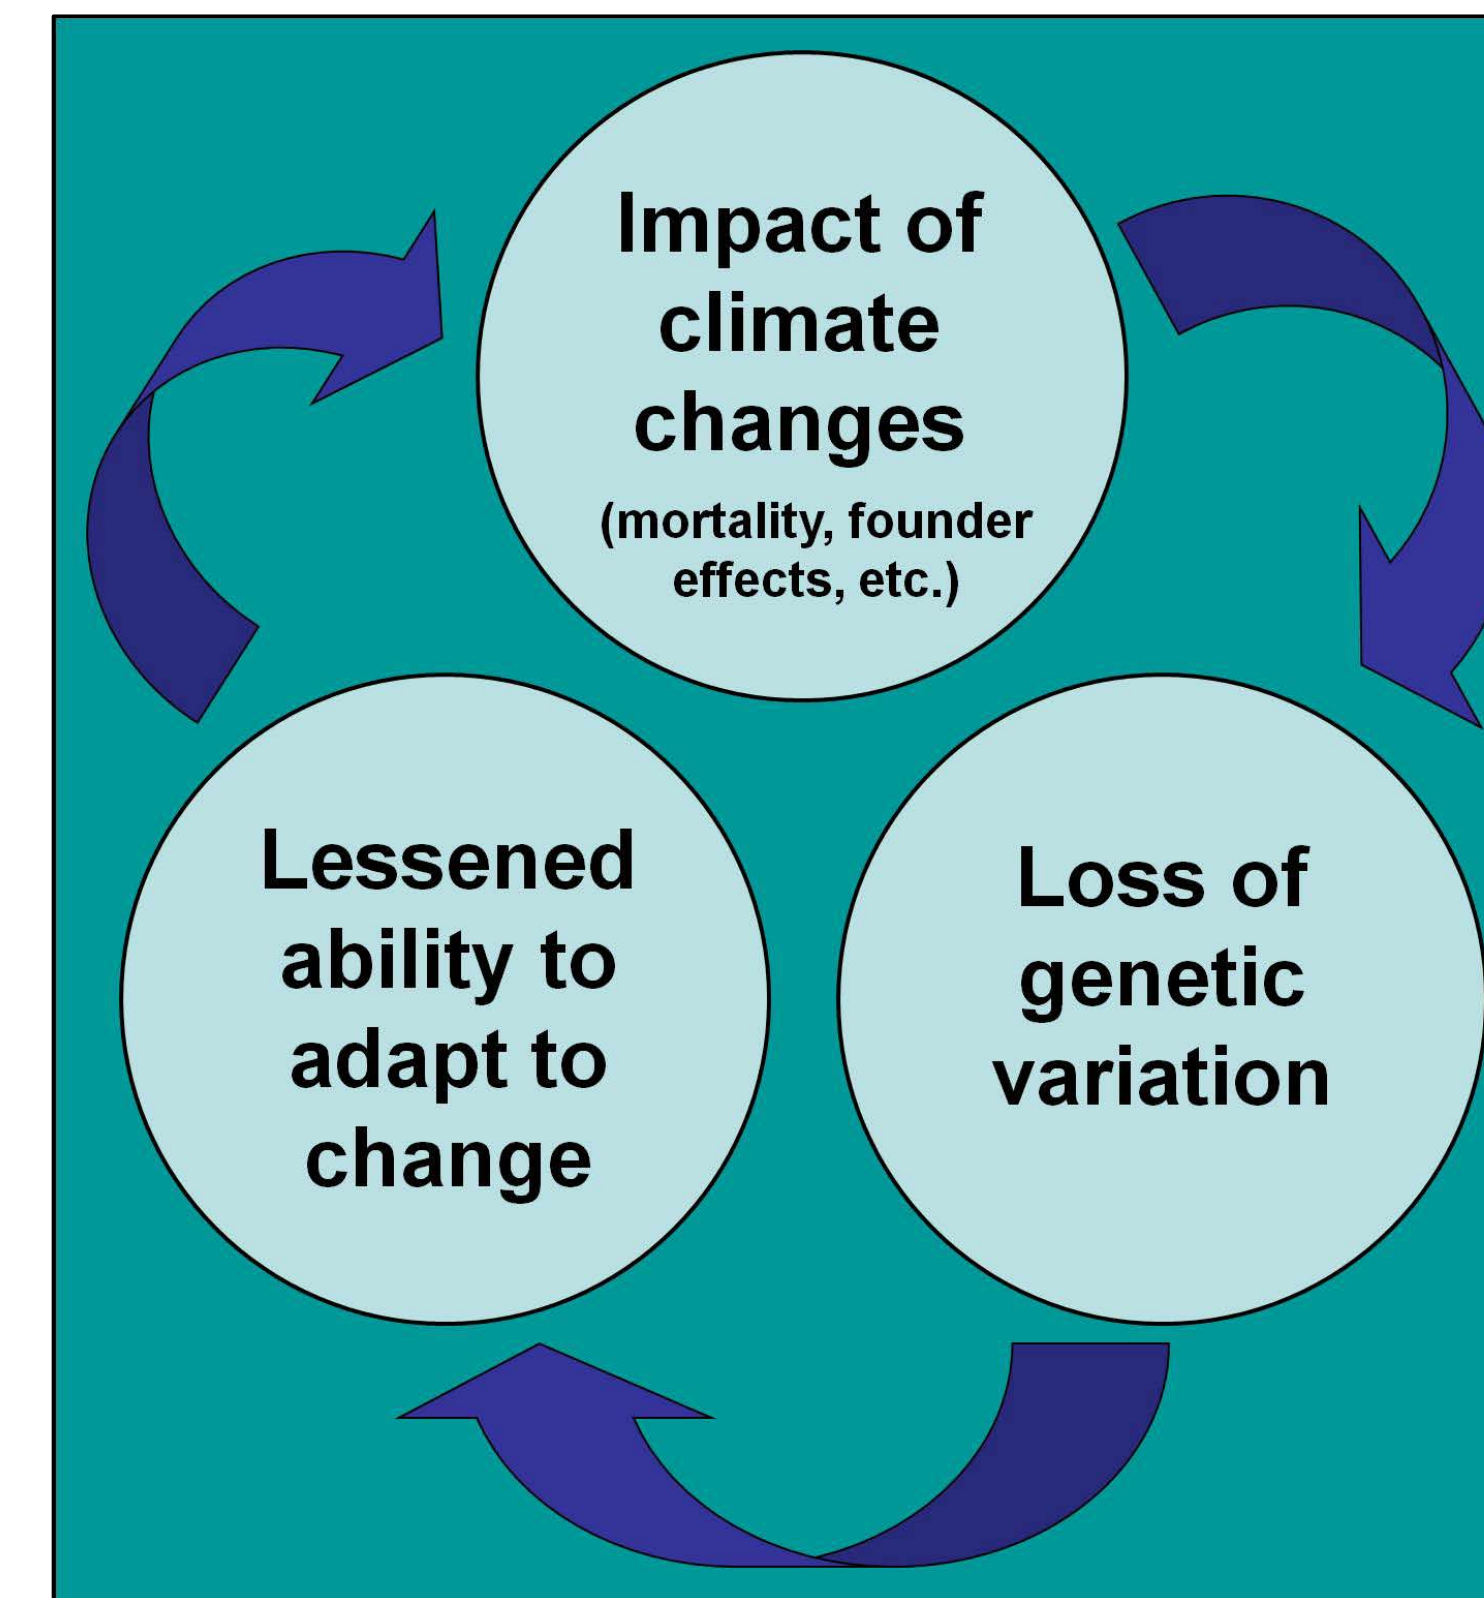 Impact of
climate
changes
(mortality, founder
effects, etc.)
Lessened
ability to
adapt to
change
Loss of
genetic
variation